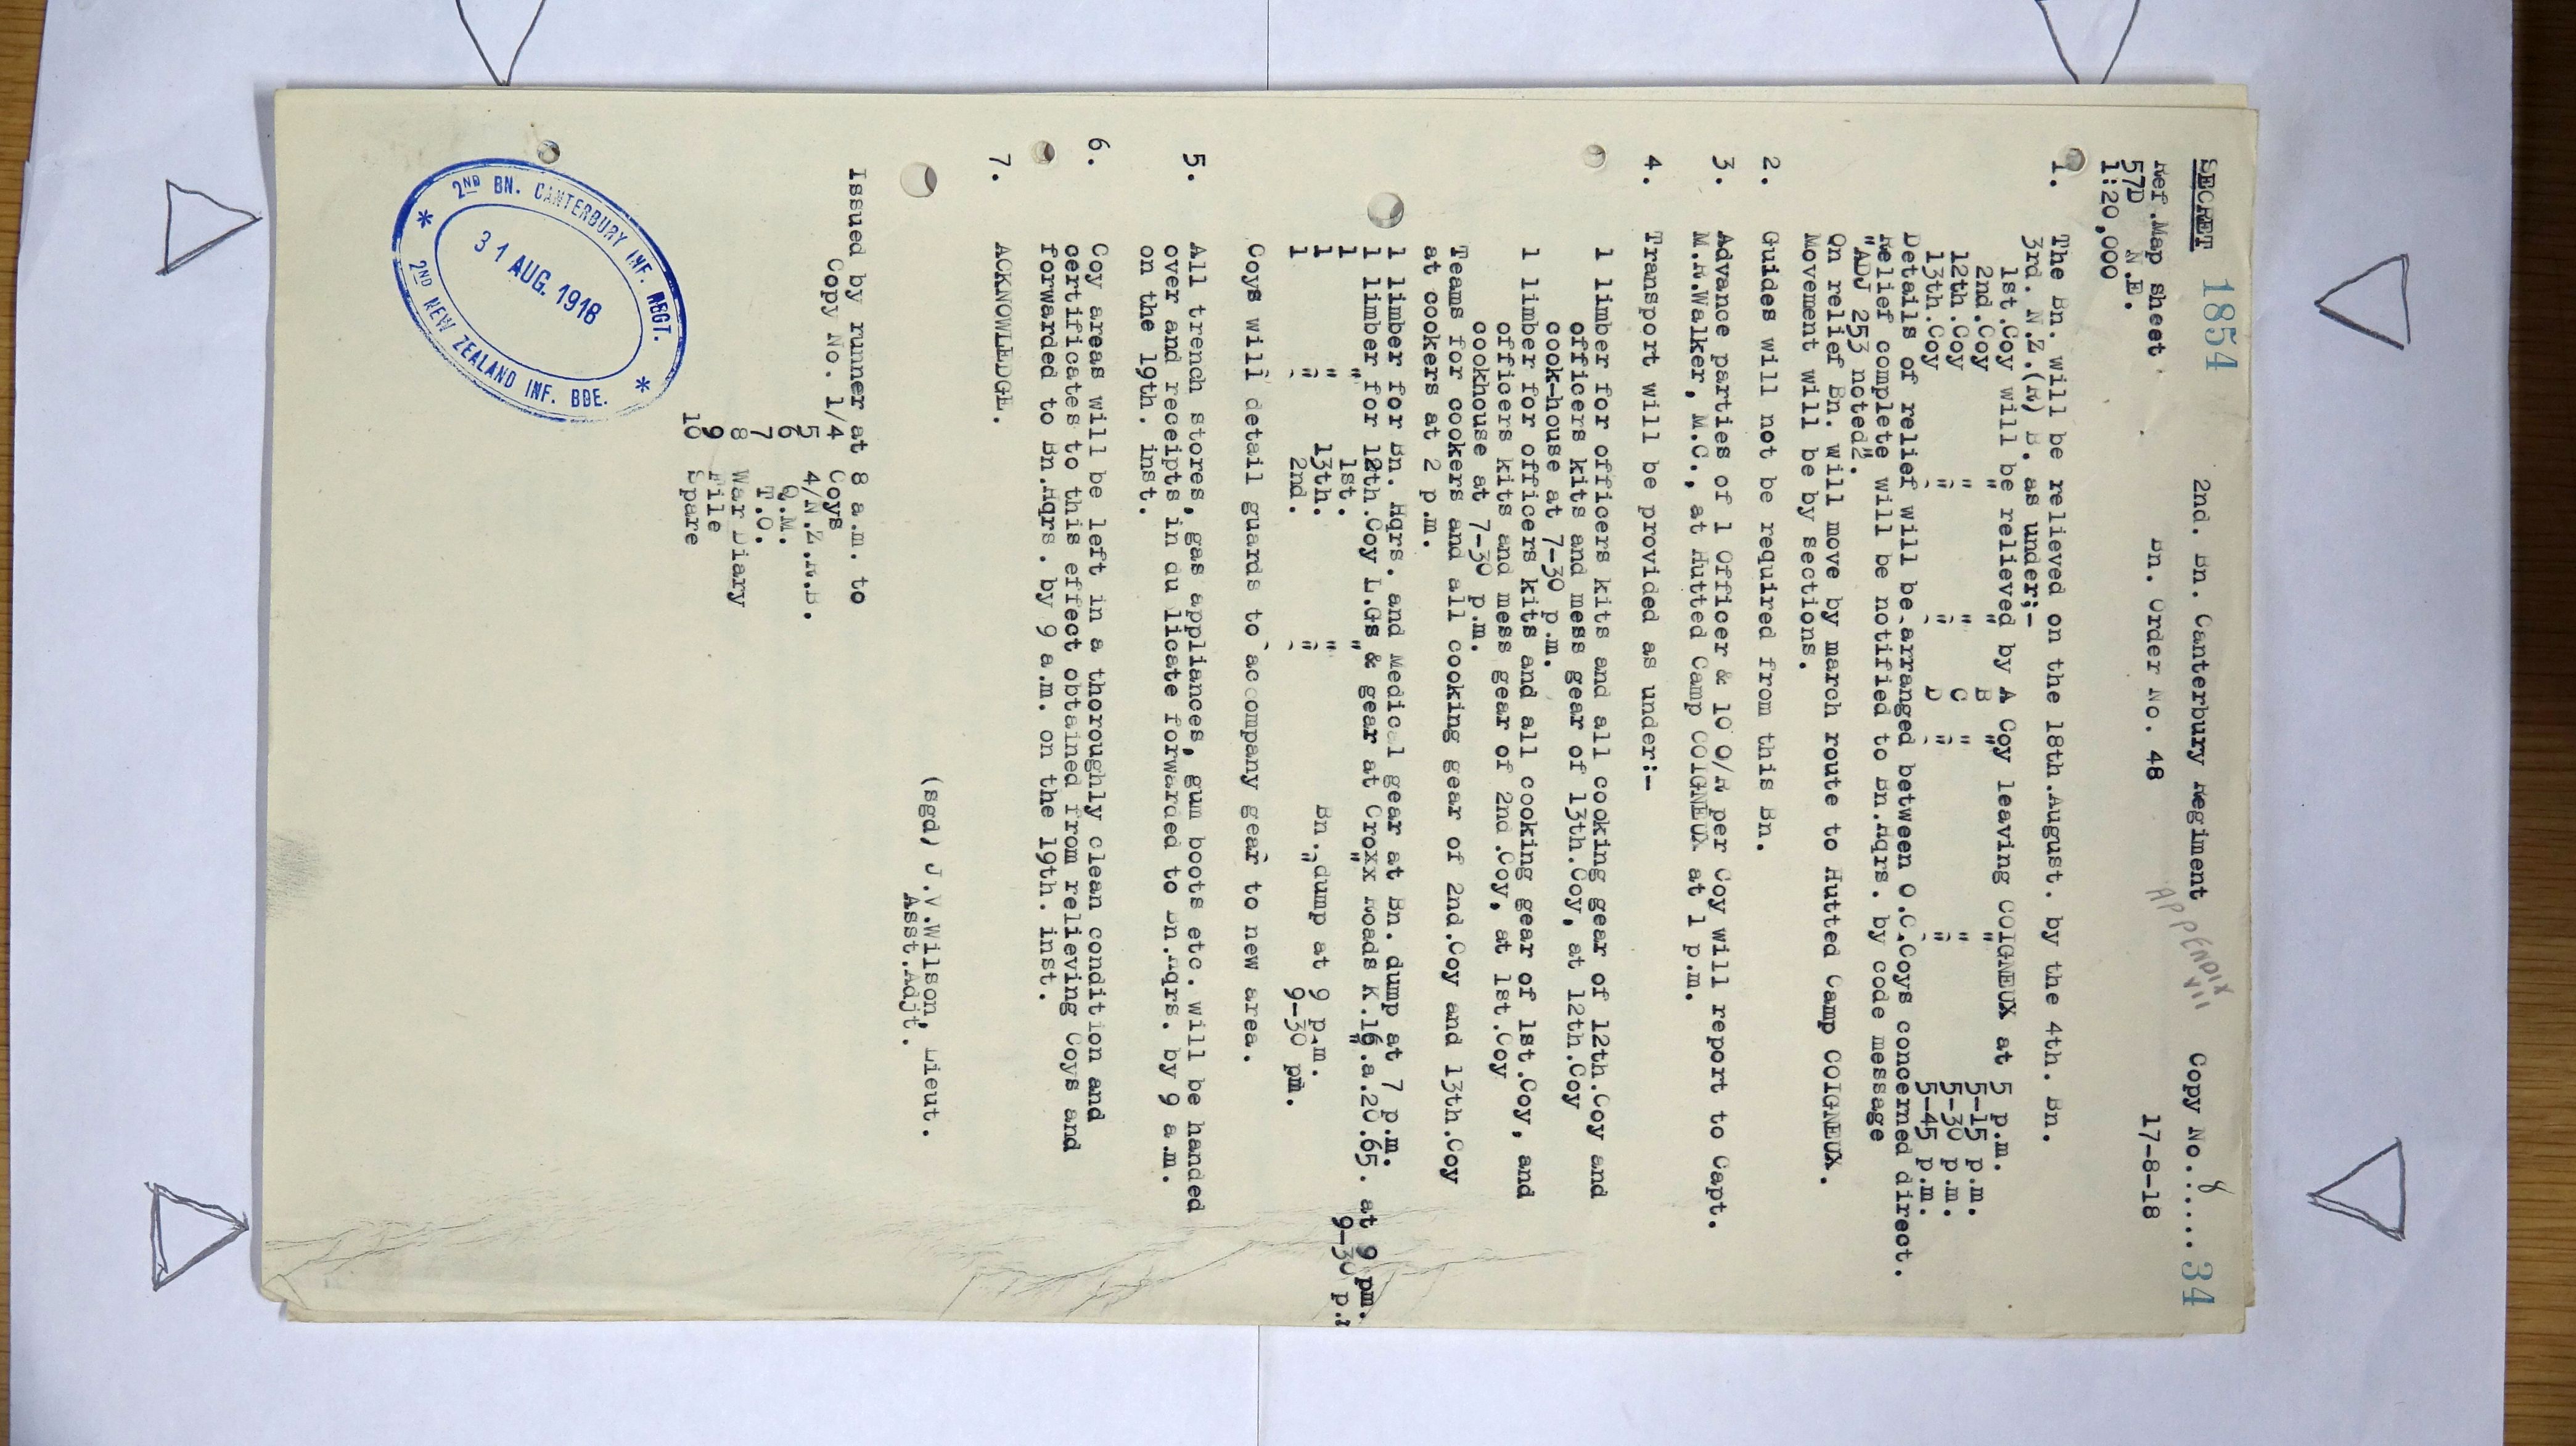 SECRET 1854 2nd. Bn. Canterbury Regiment Copy No...8.... 34
APPENDIX VII
Ref.Map Sheet Bn. Order No. 48 17-8-18
57D N.E.
1:20,000
1. The Bn. will be relieved on the 18th.August. by the 4th. Bn.
3rd. N.Z.(R) B. as under;-
1st.Coy will be relieved by A Coy leaving COIGNEUX at 5 p.m.
2nd.Coy " " B " " 5-15 p.m.
12th.Coy " " C " " 5-30 p.m.
13th.Coy " " D " " 5-45 p.m.
Details of relief will be arranged between O.C.Coys concerned direct.
Relief complete will be notified to Bn.Hqrs. by code message
"ADJ 253 noted".
On relief Bn. will move by march route to Hutted Camp COIGNEUX.
Movement will be by sections.
2. Guides will not be required from this Bn.
3. Advance parties of 1 Officer & 10 O/R per Coy will report to Capt.
M.R.Walker, M.C., at Hutted Camp COIGNEUX at 1 p.m.
4. Transport will be provided as under:-
1 limber for officers kits and all cooking gear of 12th.Coy and
officers kits and mess gear of 13th.Coy, at 12th.Coy
cook-house at 7-30 p.m.
1 limber for officers kits and all cooking gear of 1st.Coy, and
officers kits and mess gear of 2nd.Coy, at 1st.Coy
cookhouse at 7-30 p.m.
Teams for cookers and all cooking gear of 2nd.Coy and 13th.Coy
at cookers at 2 p.m.
1 limber for Bn. Hqrs. and Medical gear at Bn. dump at 7 p.m.
1 limber for 12th.Coy L.Gs & gear at Croxx Roads K.16.a.20.65. at 9 pm.
1 " 1st. " " " 9-30 p.
1 " 13th. " Bn. dump at 9 p.m.
1 " 2nd. " " 9-30 pm.
Coys will detail guards to accompany gear to new area.
5. All trench stores, gas appliances, gum boots etc. will be handed
over and receipts in du licate forwarded to Bn.Hqrs. by 9 a.m.
on the 19th. inst.
6. Coy areas will be left in a thoroughly clean condition and
certificates to this effect obtained from relieving Coys and
forwarded to Bn.Hqrs. by 9 a.m. on the 19th. inst.
7. ACKNOWLEDGE.
(sgd) J.V.Wilson, Lieut.
Asst.Adjt.
Issued by runner at 8 a.m. to
Copy No. 1/4 Coys
5 4/N.Z.R.B.
6 Q.M.
7 T.O.
8 War Diary
9 File
10 Spare
2ND BN. CANTERBURY INF. REGT.
31 AUG. 1918
* 2ND NEW ZEALAND INF. BDE. *